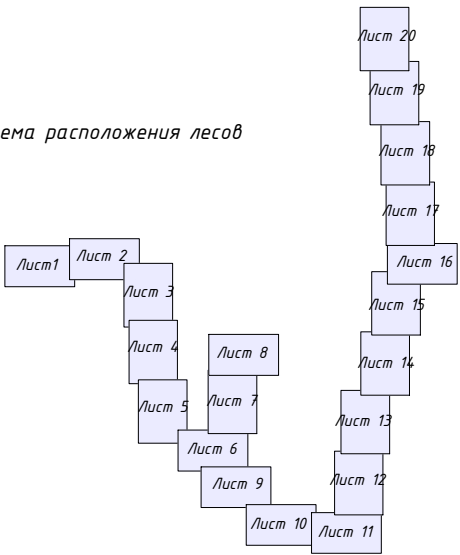 ема расположения лесов
Лист1
Лист 2
Лист 3
Лист 4
Лист 5
Лист 6
Лист 7
Лист 8
Лист 9
Лист 10
Лист 11
Лист 12
Лист 13
Лист 14
Лист 15
Лист 16
Лист 17
Лист 18
Лист 19
Лист 20